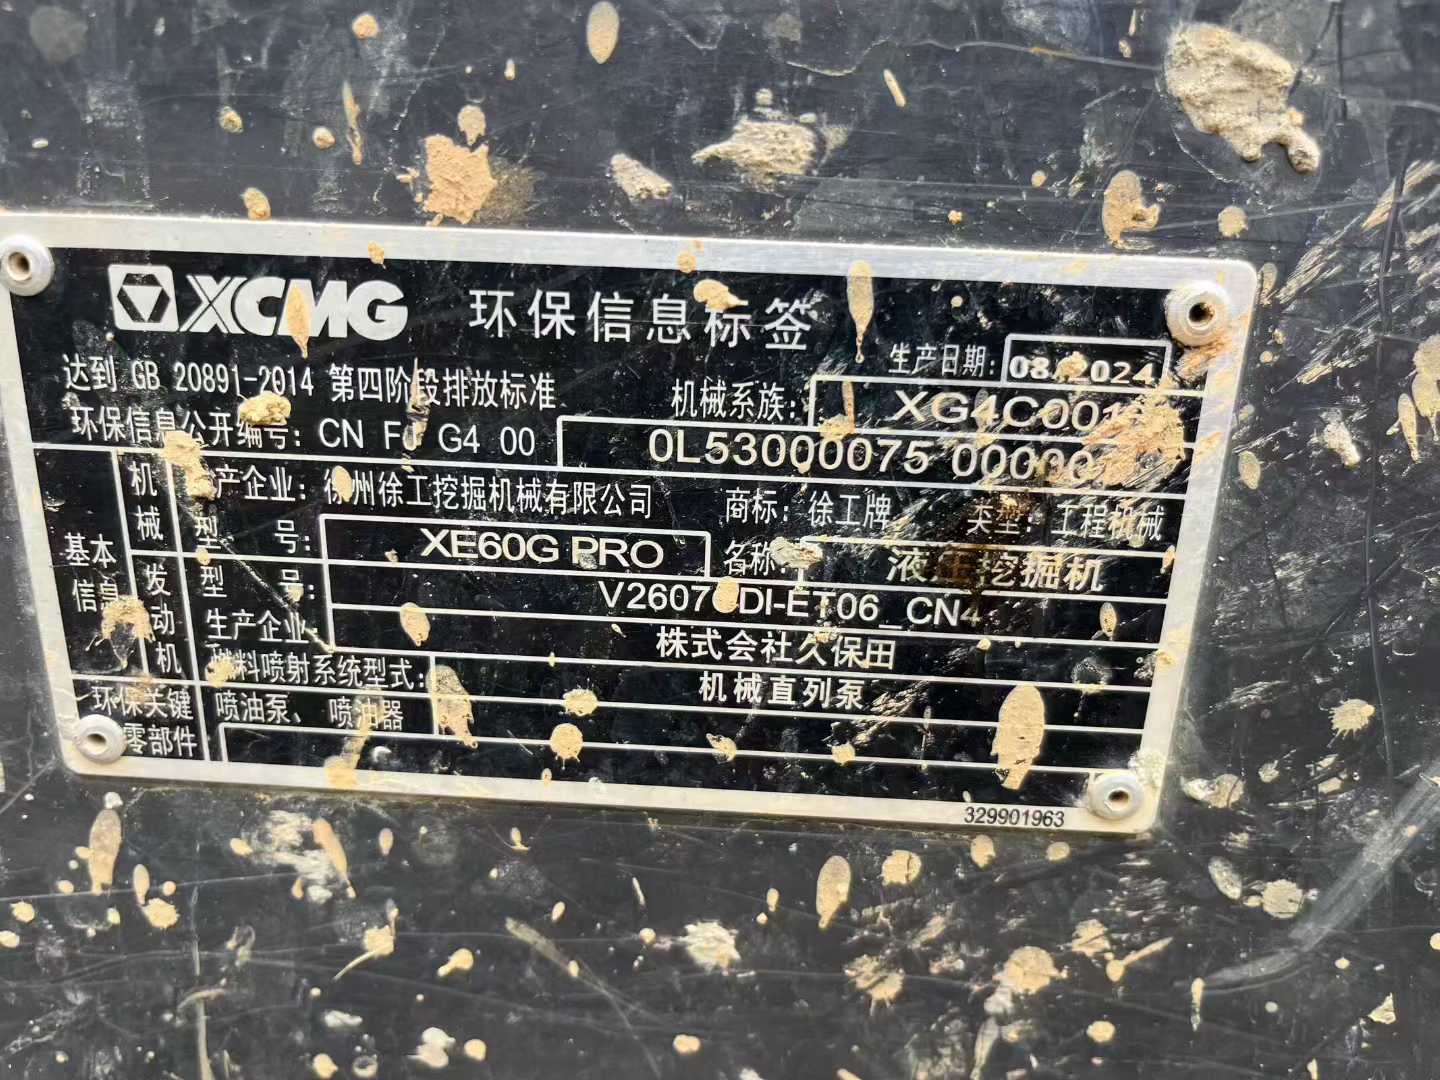 XCMG 环保信息标签
达到 GB 20891-2014 第四阶段排放标准
生产日期: 08 2024
机械系族: XG4C001
环保信息公开编号: CN G4 00 0L53000075
基本信息
机械
生产企业: 徐州徐工挖掘机械有限公司 商标: 徐工牌 类型: 工程机械
型 号: XE60G PRO 名称: 液压挖掘机
发动机
型 号: DI-ET06_CN4
生产企业: 株式会社久保田
燃料喷射系统型式: 机械直列泵
环保关键零部件
喷油泵、喷油器
329901963